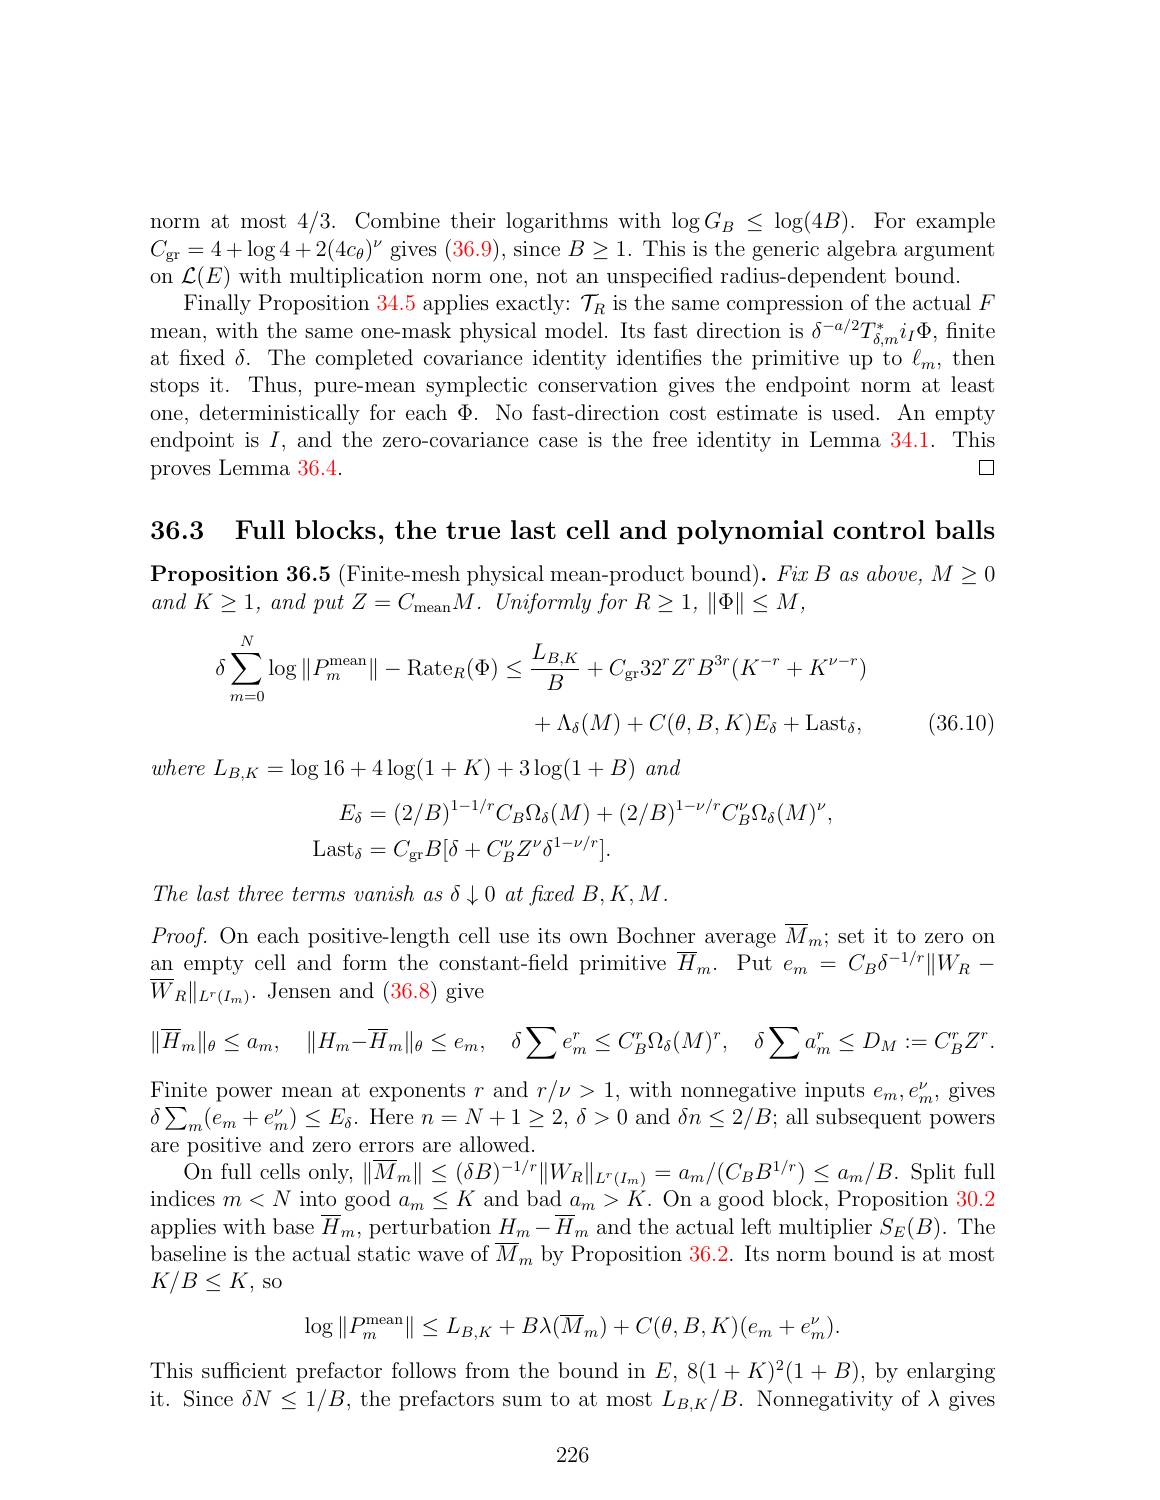 norm at most 4/3. Combine their logarithms with log G_B ≤ log(4B). For example
C_gr = 4 + log 4 + 2(4c_θ)^ν gives (36.9), since B ≥ 1. This is the generic algebra argument
on 𝓛(E) with multiplication norm one, not an unspecified radius-dependent bound.
Finally Proposition 34.5 applies exactly: 𝒯_R is the same compression of the actual F
mean, with the same one-mask physical model. Its fast direction is δ^{−a/2}T^*_{δ,m}i_IΦ, finite
at fixed δ. The completed covariance identity identifies the primitive up to ℓ_m, then
stops it. Thus, pure-mean symplectic conservation gives the endpoint norm at least
one, deterministically for each Φ. No fast-direction cost estimate is used. An empty
endpoint is I, and the zero-covariance case is the free identity in Lemma 34.1. This
proves Lemma 36.4. □
36.3 Full blocks, the true last cell and polynomial control balls
Proposition 36.5 (Finite-mesh physical mean-product bound). Fix B as above, M ≥ 0
and K ≥ 1, and put Z = C_mean M. Uniformly for R ≥ 1, ‖Φ‖ ≤ M,
δ ∑_{m=0}^{N} log ‖P_m^{mean}‖ − Rate_R(Φ) ≤ L_{B,K}/B + C_gr 32^r Z^r B^{3r}(K^{−r} + K^{ν−r})
+ Λ_δ(M) + C(θ, B, K)E_δ + Last_δ, (36.10)
where L_{B,K} = log 16 + 4 log(1 + K) + 3 log(1 + B) and
E_δ = (2/B)^{1−1/r} C_B Ω_δ(M) + (2/B)^{1−ν/r} C_B^ν Ω_δ(M)^ν,
Last_δ = C_gr B[δ + C_B^ν Z^ν δ^{1−ν/r}].
The last three terms vanish as δ ↓ 0 at fixed B, K, M.
Proof. On each positive-length cell use its own Bochner average M̅_m; set it to zero on
an empty cell and form the constant-field primitive H̅_m. Put e_m = C_B δ^{−1/r}‖W_R −
W̅_R‖_{L^r(I_m)}. Jensen and (36.8) give
‖H̅_m‖_θ ≤ a_m, ‖H_m−H̅_m‖_θ ≤ e_m, δ ∑ e_m^r ≤ C_B^r Ω_δ(M)^r, δ ∑ a_m^r ≤ D_M := C_B^r Z^r.
Finite power mean at exponents r and r/ν > 1, with nonnegative inputs e_m, e_m^ν, gives
δ ∑_m (e_m + e_m^ν) ≤ E_δ. Here n = N + 1 ≥ 2, δ > 0 and δn ≤ 2/B; all subsequent powers
are positive and zero errors are allowed.
On full cells only, ‖M̅_m‖ ≤ (δB)^{−1/r}‖W_R‖_{L^r(I_m)} = a_m/(C_B B^{1/r}) ≤ a_m/B. Split full
indices m < N into good a_m ≤ K and bad a_m > K. On a good block, Proposition 30.2
applies with base H̅_m, perturbation H_m − H̅_m and the actual left multiplier S_E(B). The
baseline is the actual static wave of M̅_m by Proposition 36.2. Its norm bound is at most
K/B ≤ K, so
log ‖P_m^{mean}‖ ≤ L_{B,K} + Bλ(M̅_m) + C(θ, B, K)(e_m + e_m^ν).
This sufficient prefactor follows from the bound in E, 8(1 + K)^2(1 + B), by enlarging
it. Since δN ≤ 1/B, the prefactors sum to at most L_{B,K}/B. Nonnegativity of λ gives
226